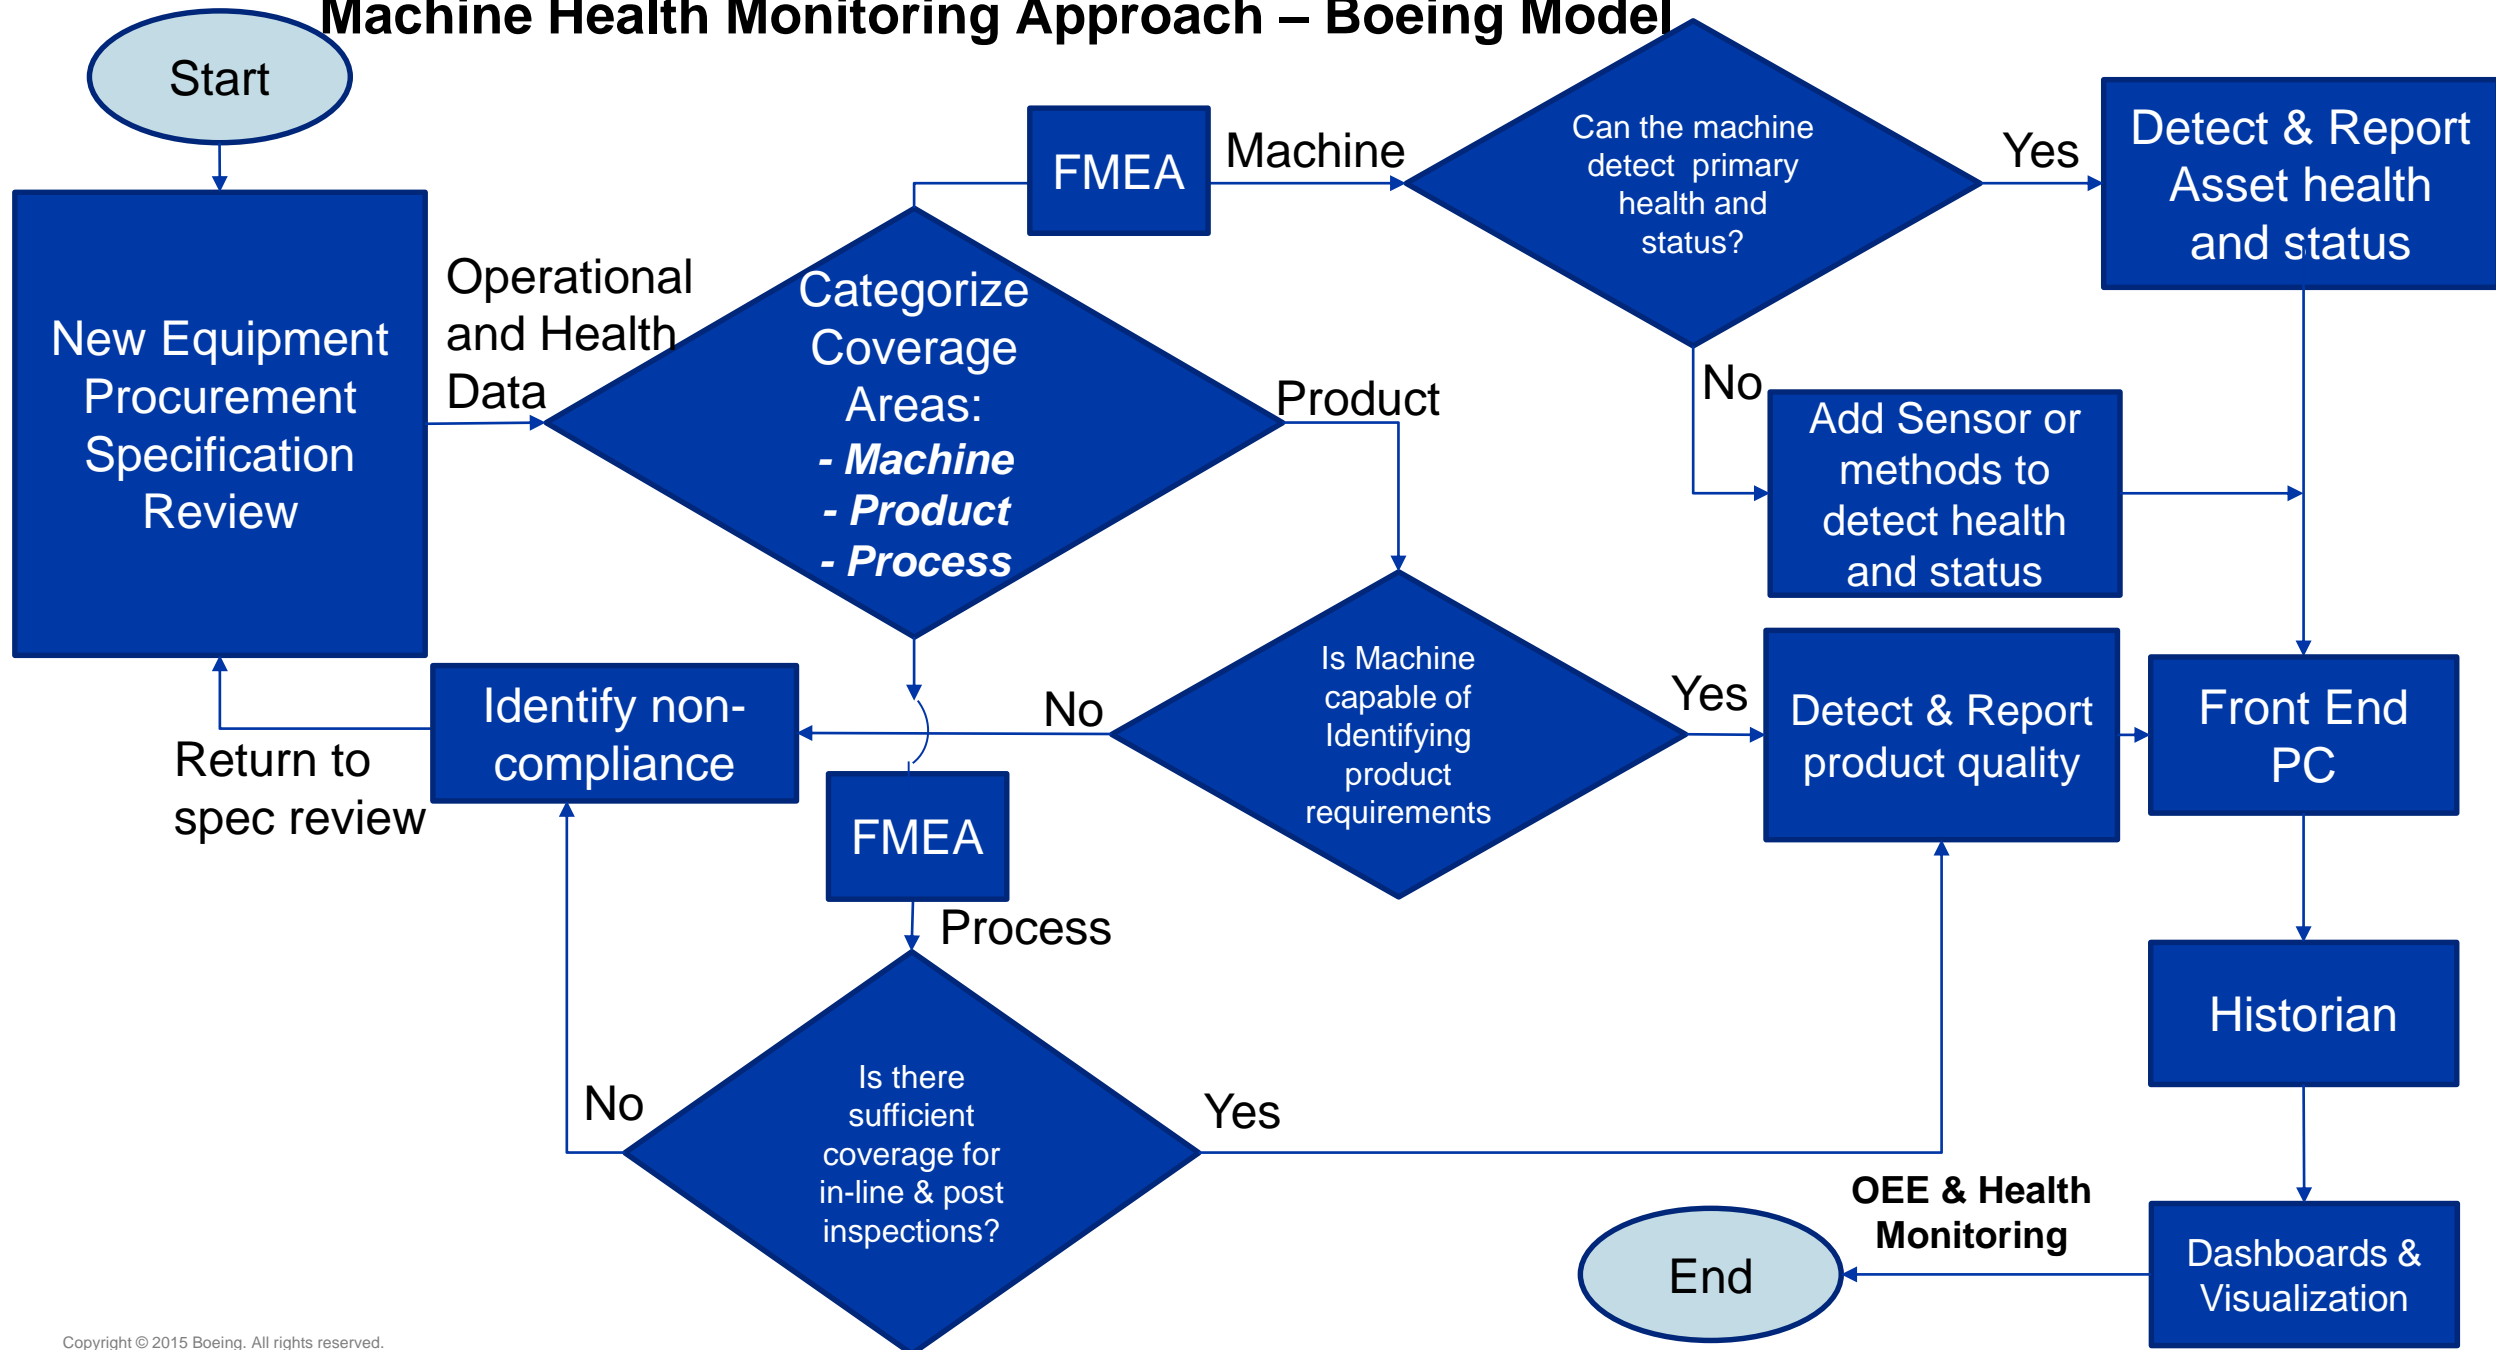 Machine Health Monitoring Approach – Boeing Model
Start
New Equipment
Procurement
Specification
Review
Operational
and Health
Data
Categorize
Coverage
Areas:
- Machine
- Product
- Process
FMEA
Machine
Can the machine
detect primary
health and
status?
Yes
Detect & Report
Asset health
and status
No
Add Sensor or
methods to
detect health
and status
Product
Is Machine
capable of
Identifying
product
requirements
Yes
Detect & Report
product quality
Front End
PC
No
Identify non-
compliance
Return to
spec review
FMEA
Process
Is there
sufficient
coverage for
in-line & post
inspections?
No
Yes
Historian
Dashboards &
Visualization
OEE & Health
Monitoring
End
Copyright © 2015 Boeing. All rights reserved.